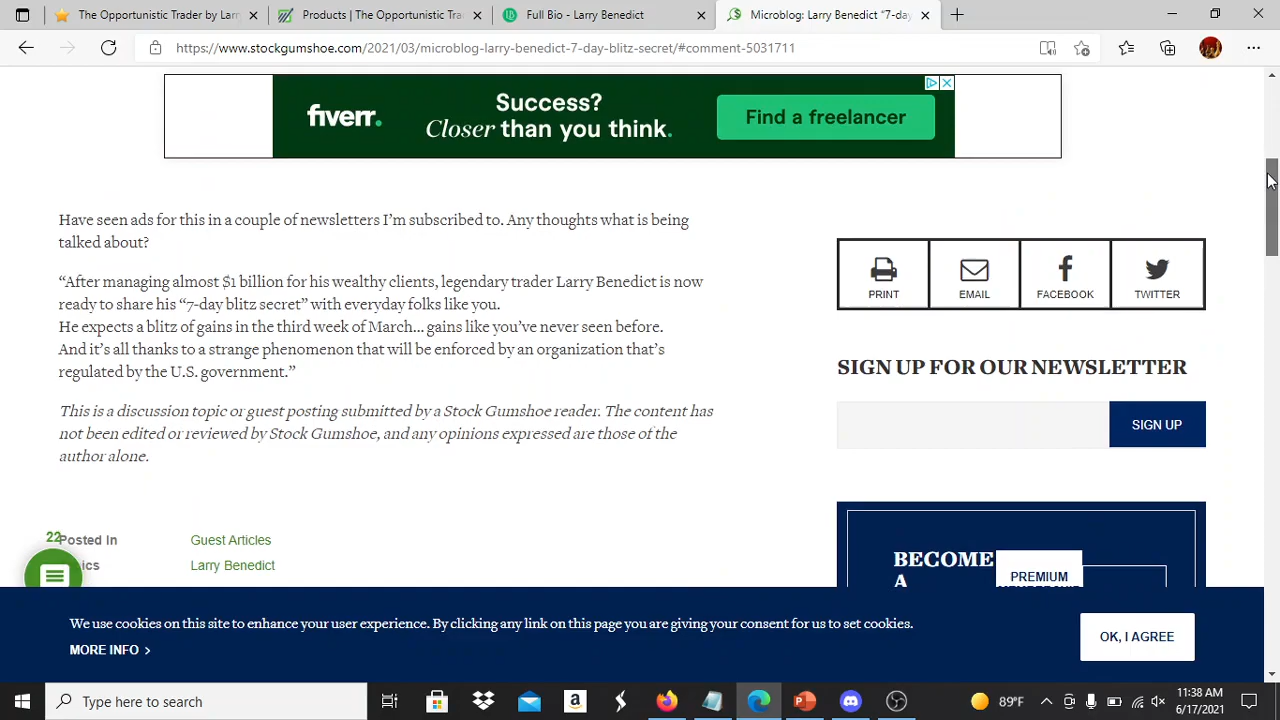 The Opportunistic Trader by Larr
Products – The Opportunistic Tra
Full Bio - Larry Benedict
Microblog: Larry Benedict "7-day
https://www.stockgumshoe.com/2021/03/microblog-larry-benedict-7-day-blitz-secret/#comment-5031711
fiverr.
Success?
Closer than you think.
Find a freelancer
Have seen ads for this in a couple of newsletters I'm subscribed to. Any thoughts what is being
talked about?
“After managing almost $1 billion for his wealthy clients, legendary trader Larry Benedict is now
ready to share his “7-day blitz secret” with everyday folks like you.
He expects a blitz of gains in the third week of March… gains like you’ve never seen before.
And it’s all thanks to a strange phenomenon that will be enforced by an organization that’s
regulated by the U.S. government.”
This is a discussion topic or guest posting submitted by a Stock Gumshoe reader. The content has
not been edited or reviewed by Stock Gumshoe, and any opinions expressed are those of the
author alone.
22
Posted In
Guest Articles
Larry Benedict
PRINT
EMAIL
FACEBOOK
TWITTER
SIGN UP FOR OUR NEWSLETTER
SIGN UP
BECOME
A
PREMIUM
We use cookies on this site to enhance your user experience. By clicking any link on this page you are giving your consent for us to set cookies.
MORE INFO
OK, I AGREE
Type here to search
89°F
11:38 AM
6/17/2021